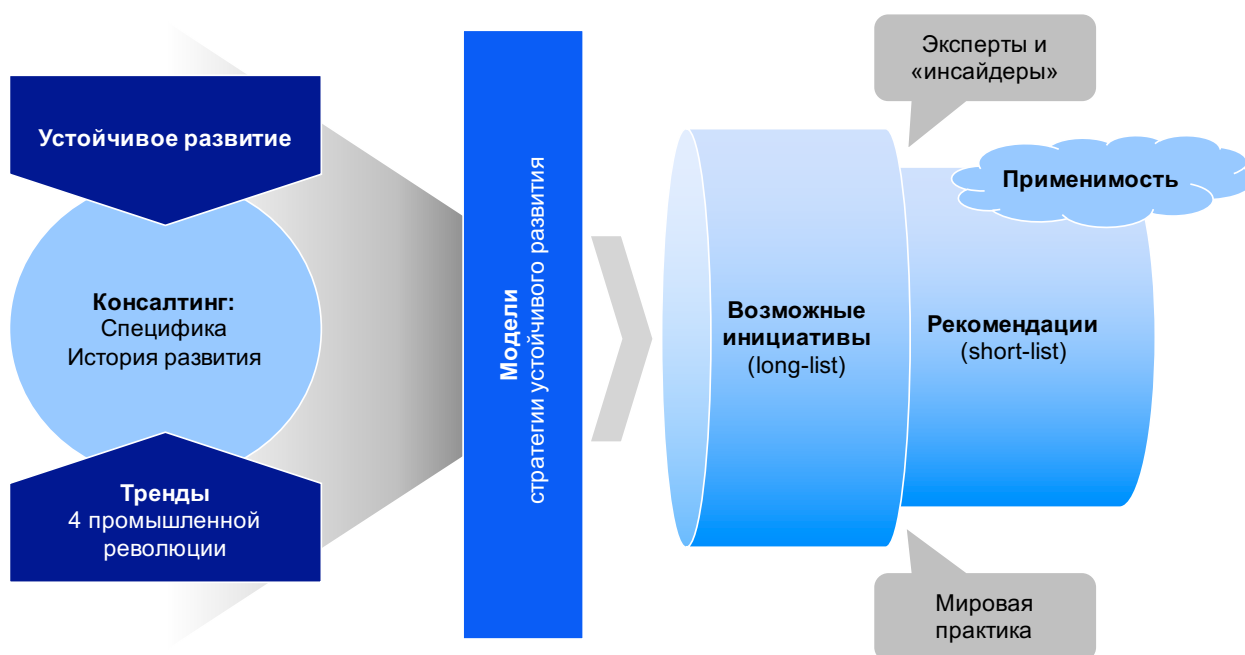 Устойчивое развитие
Консалтинг:
Специфика
История развития
Тренды
4 промышленной
революции
Модели
стратегии устойчивого развития
Возможные
инициативы
(long-list)
Эксперты и
«инсайдеры»
Применимость
Рекомендации
(short-list)
Мировая
практика